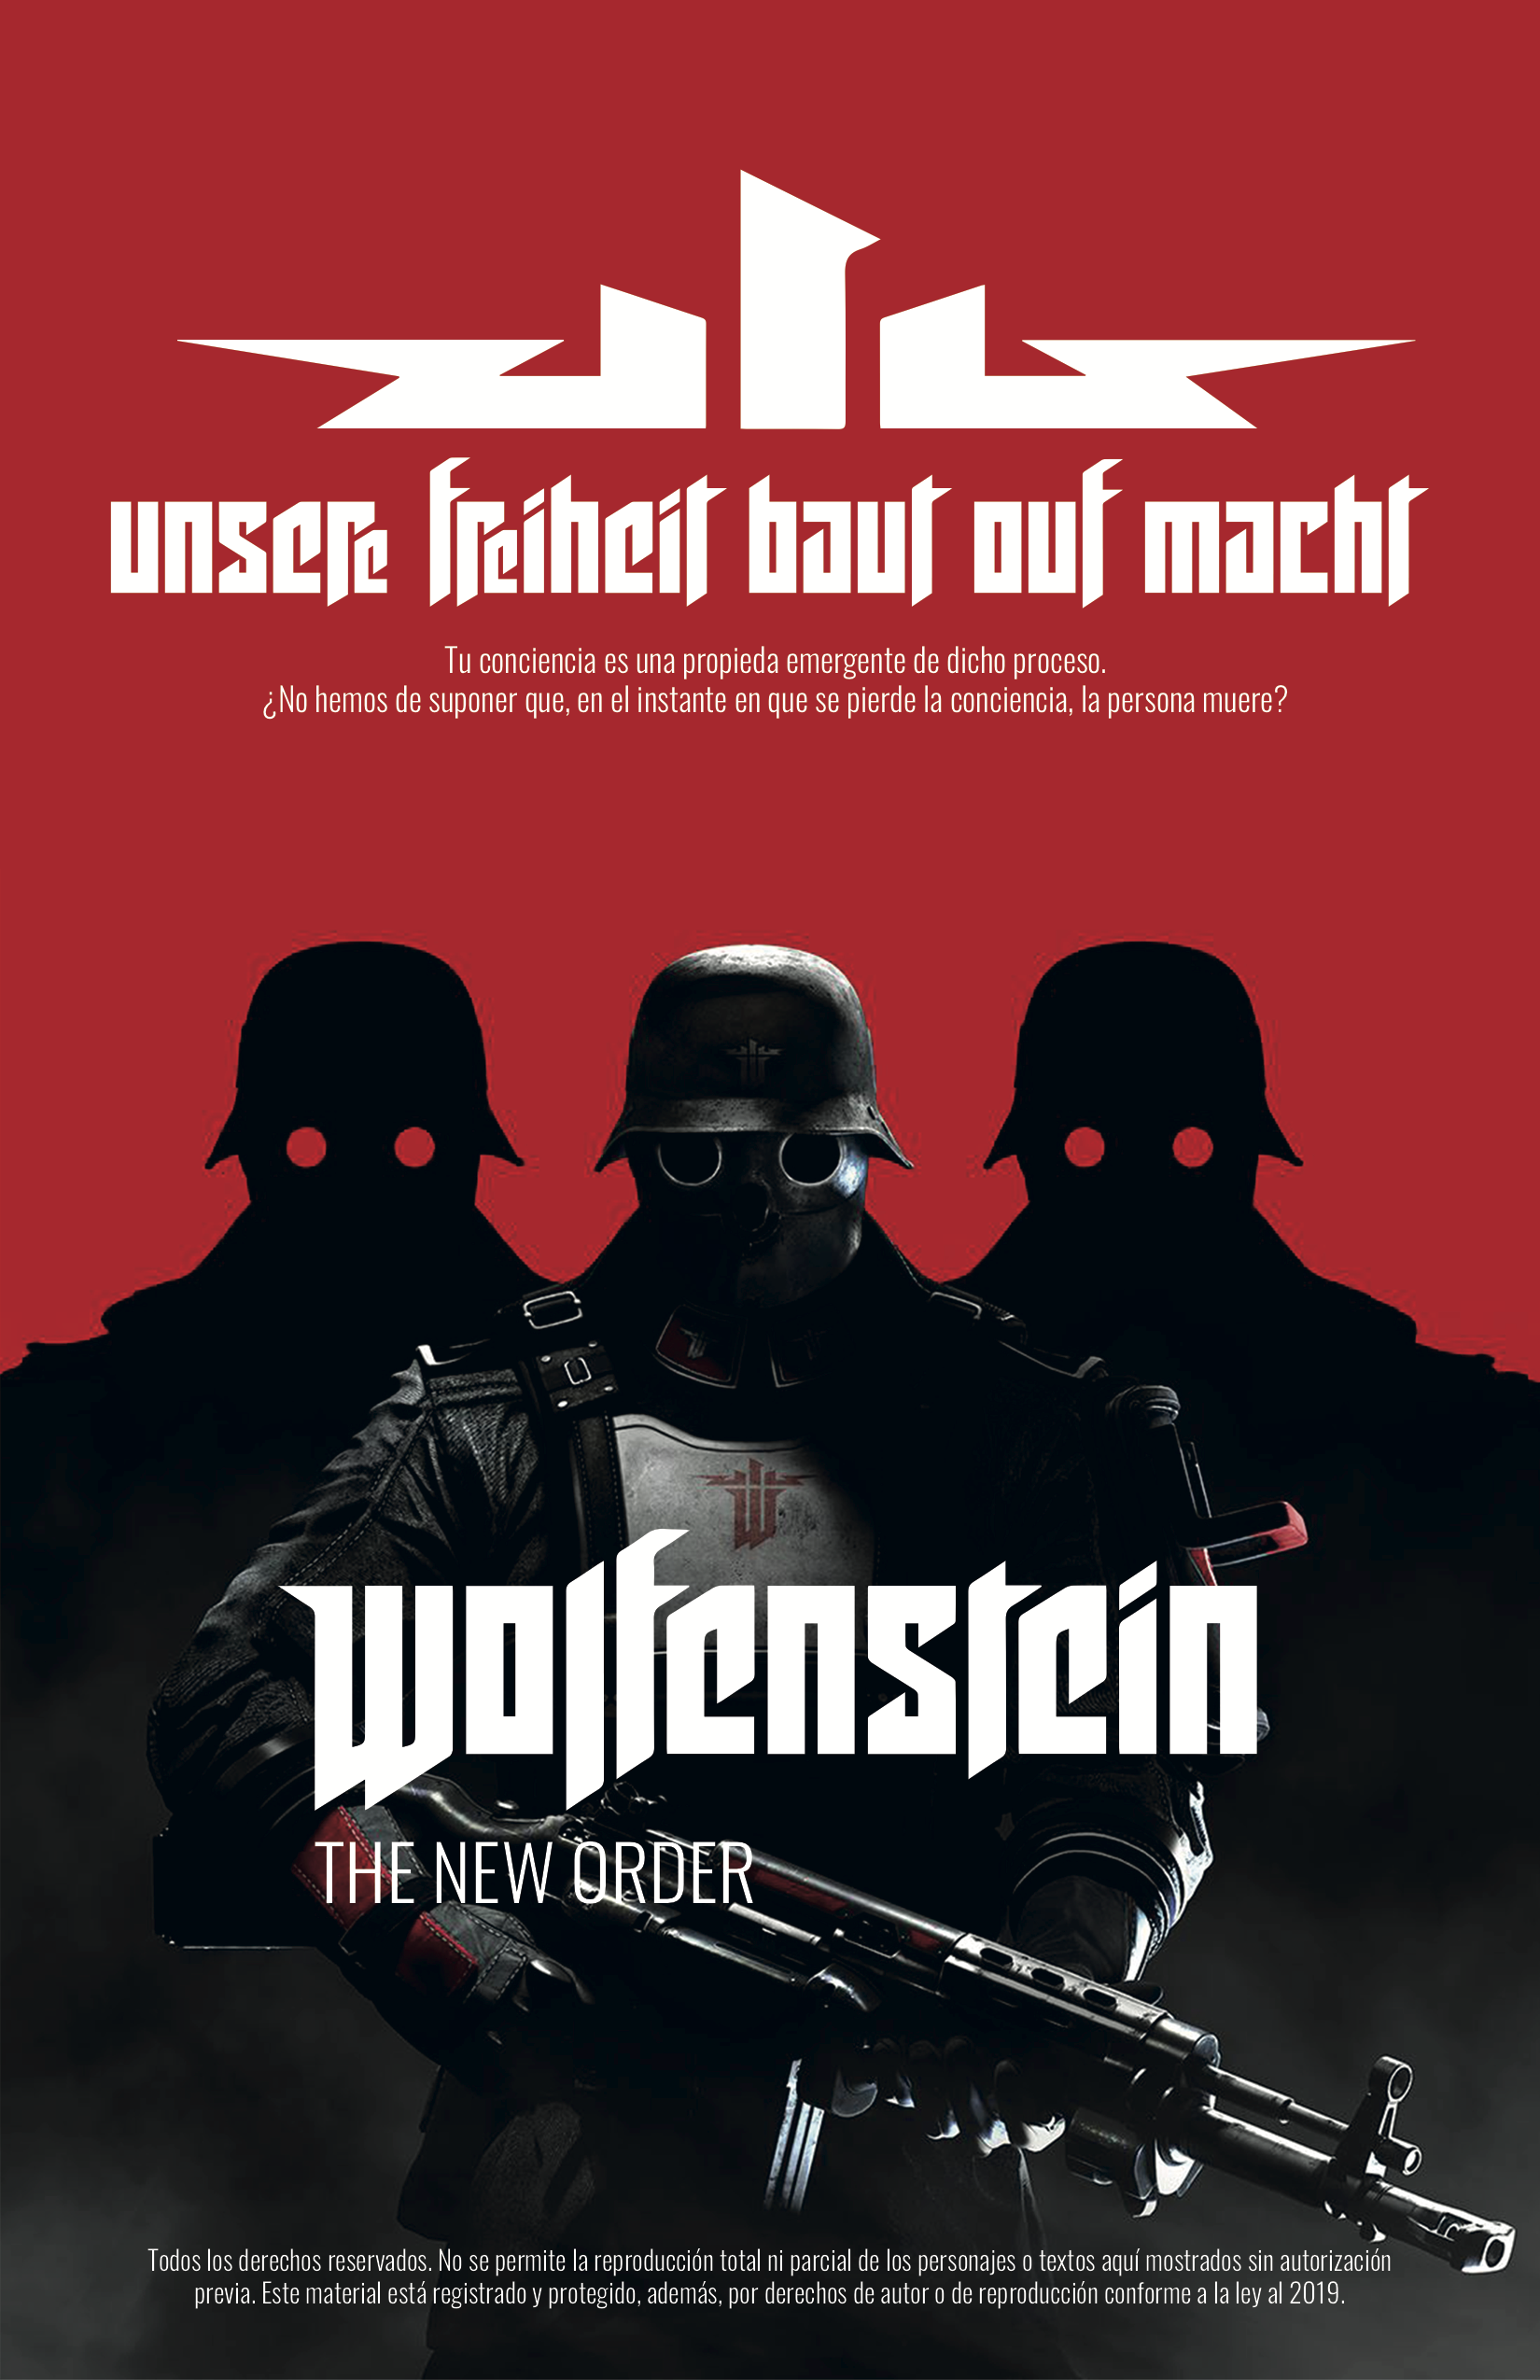 unsere freiheit baut ouf macht
Tu conciencia es una propieda emergente de dicho proceso.
¿No hemos de suponer que, en el instante en que se pierde la conciencia, la persona muere?
wolfenstein
THE NEW ORDER
Todos los derechos reservados. No se permite la reproducción total ni parcial de los personajes o textos aquí mostrados sin autorización
previa. Este material está registrado y protegido, además, por derechos de autor o de reproducción conforme a la ley al 2019.